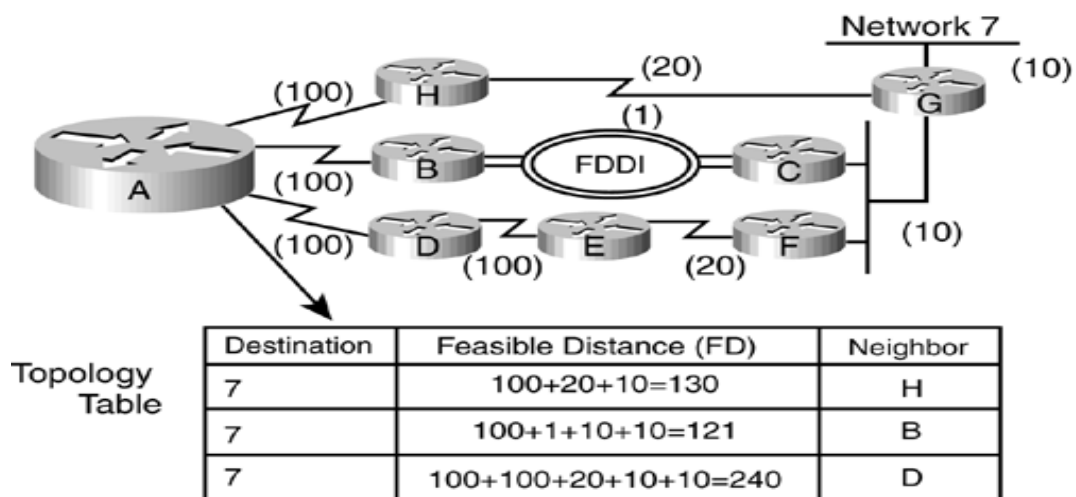 Network 7
(10)
(20)
(100)
H
G
(1)
A
B
FDDI
C
(100)
(100)
D
(100)
E
(20)
F
(10)
Topology
Table
Destination Feasible Distance (FD) Neighbor
7 100+20+10=130 H
7 100+1+10+10=121 B
7 100+100+20+10+10=240 D